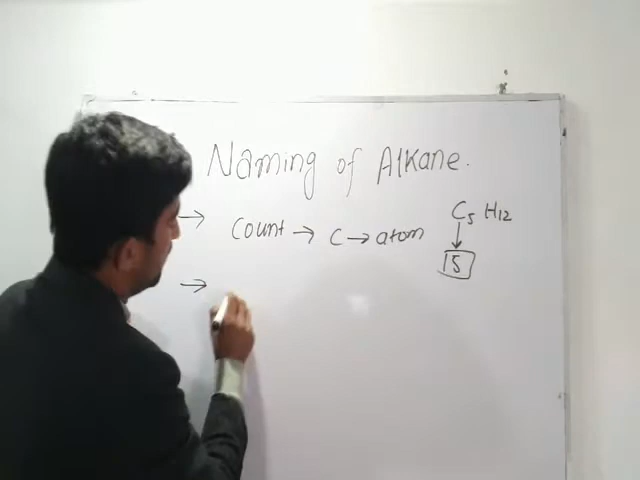 Naming of Alkane.
→ Count → C → atom C5 H12
↓
5
→